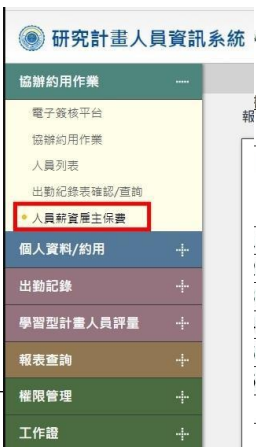 研究計畫人員資訊系統
協辦約用作業
電子簽核平台
報
協辦約用作業
人員列表
出勤紀錄表確認/查詢
人員薪資雇主保費
個人資料/約用
出勤記錄
學習型計畫人員評量
報表查詢
權限管理
工作證